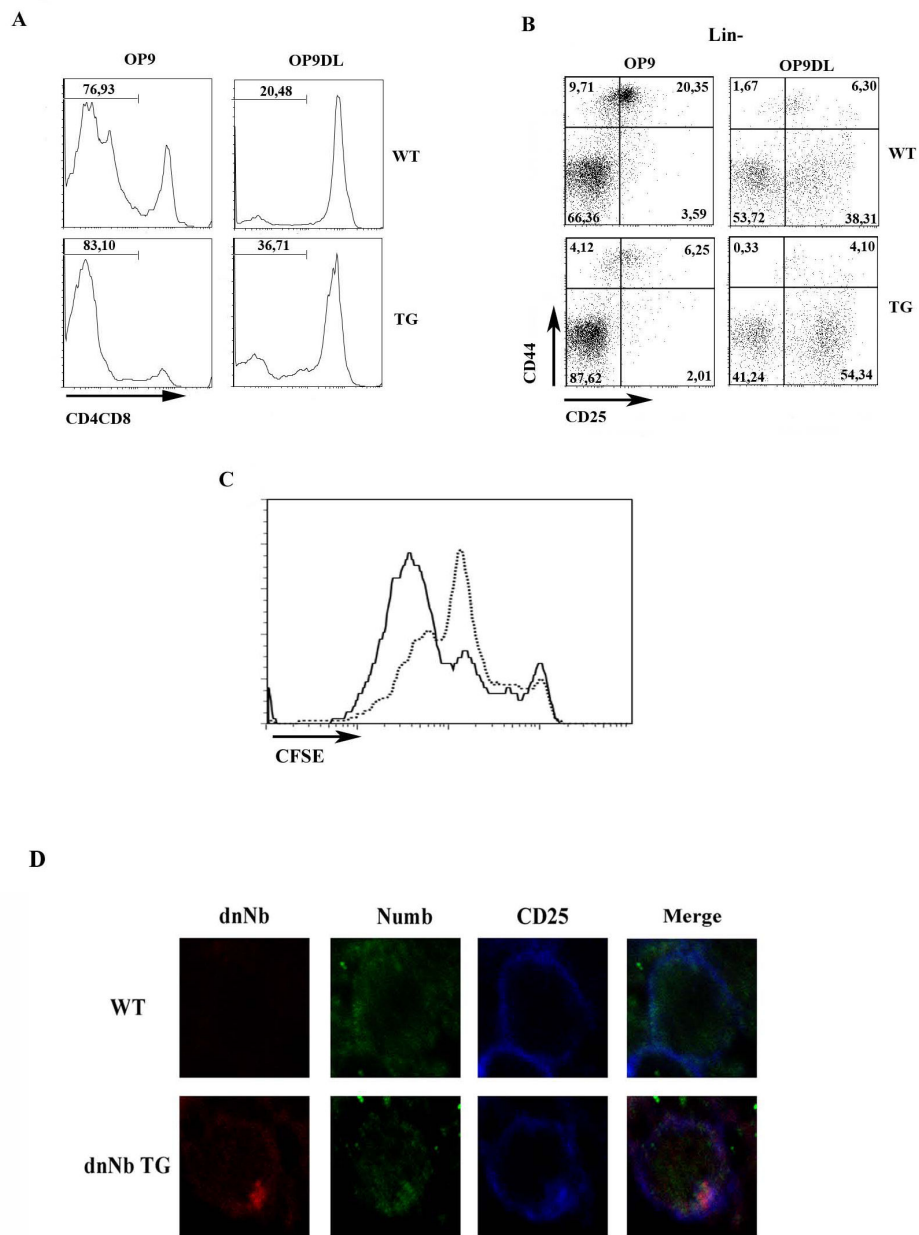 A
OP9 OP9DL
76,93 20,48
WT
83,10 36,71
TG
CD4CD8
B
Lin-
OP9 OP9DL
9,71 20,35 1,67 6,30
WT
66,36 3,59 53,72 38,31
4,12 6,25 0,33 4,10
TG
CD44
87,62 2,01 41,24 54,34
CD25
C
CFSE
D
dnNb Numb CD25 Merge
WT
dnNb TG